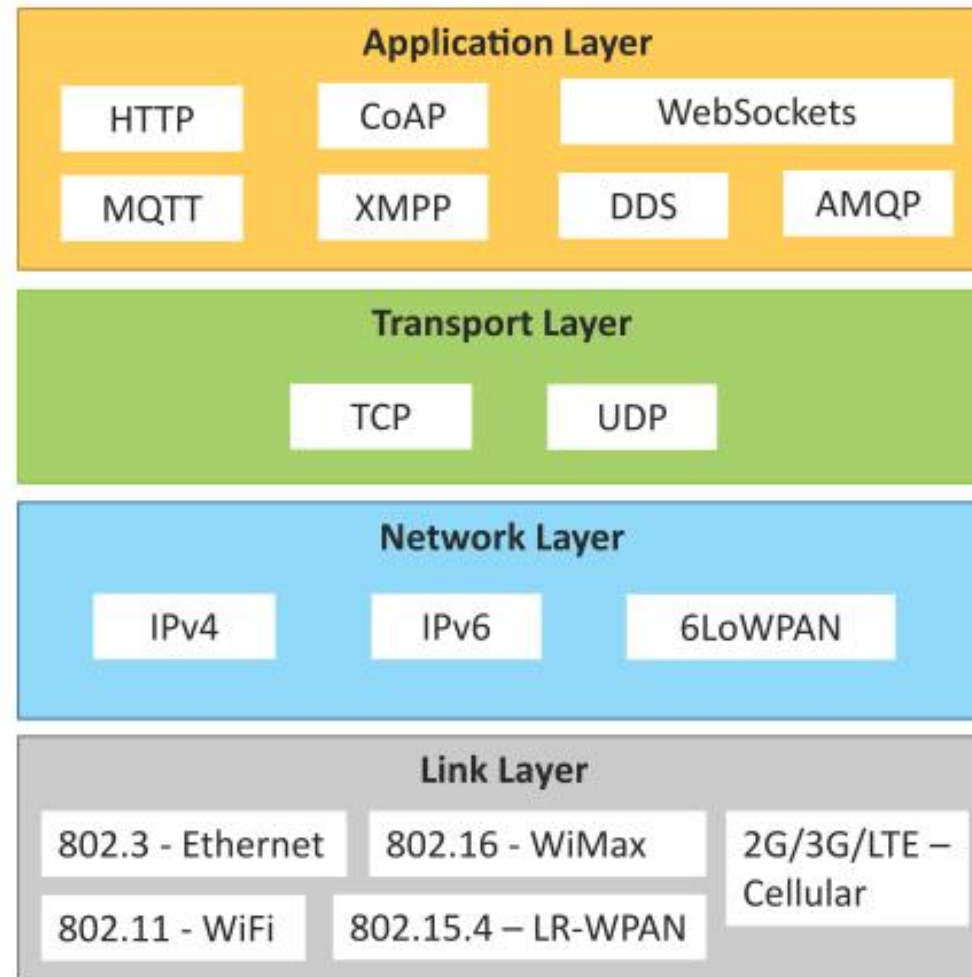 Application Layer
HTTP
CoAP
WebSockets
MQTT
XMPP
DDS
AMQP
Transport Layer
TCP
UDP
Network Layer
IPv4
IPv6
6LoWPAN
Link Layer
802.3 - Ethernet
802.16 - WiMax
2G/3G/LTE –
Cellular
802.11 - WiFi
802.15.4 – LR-WPAN